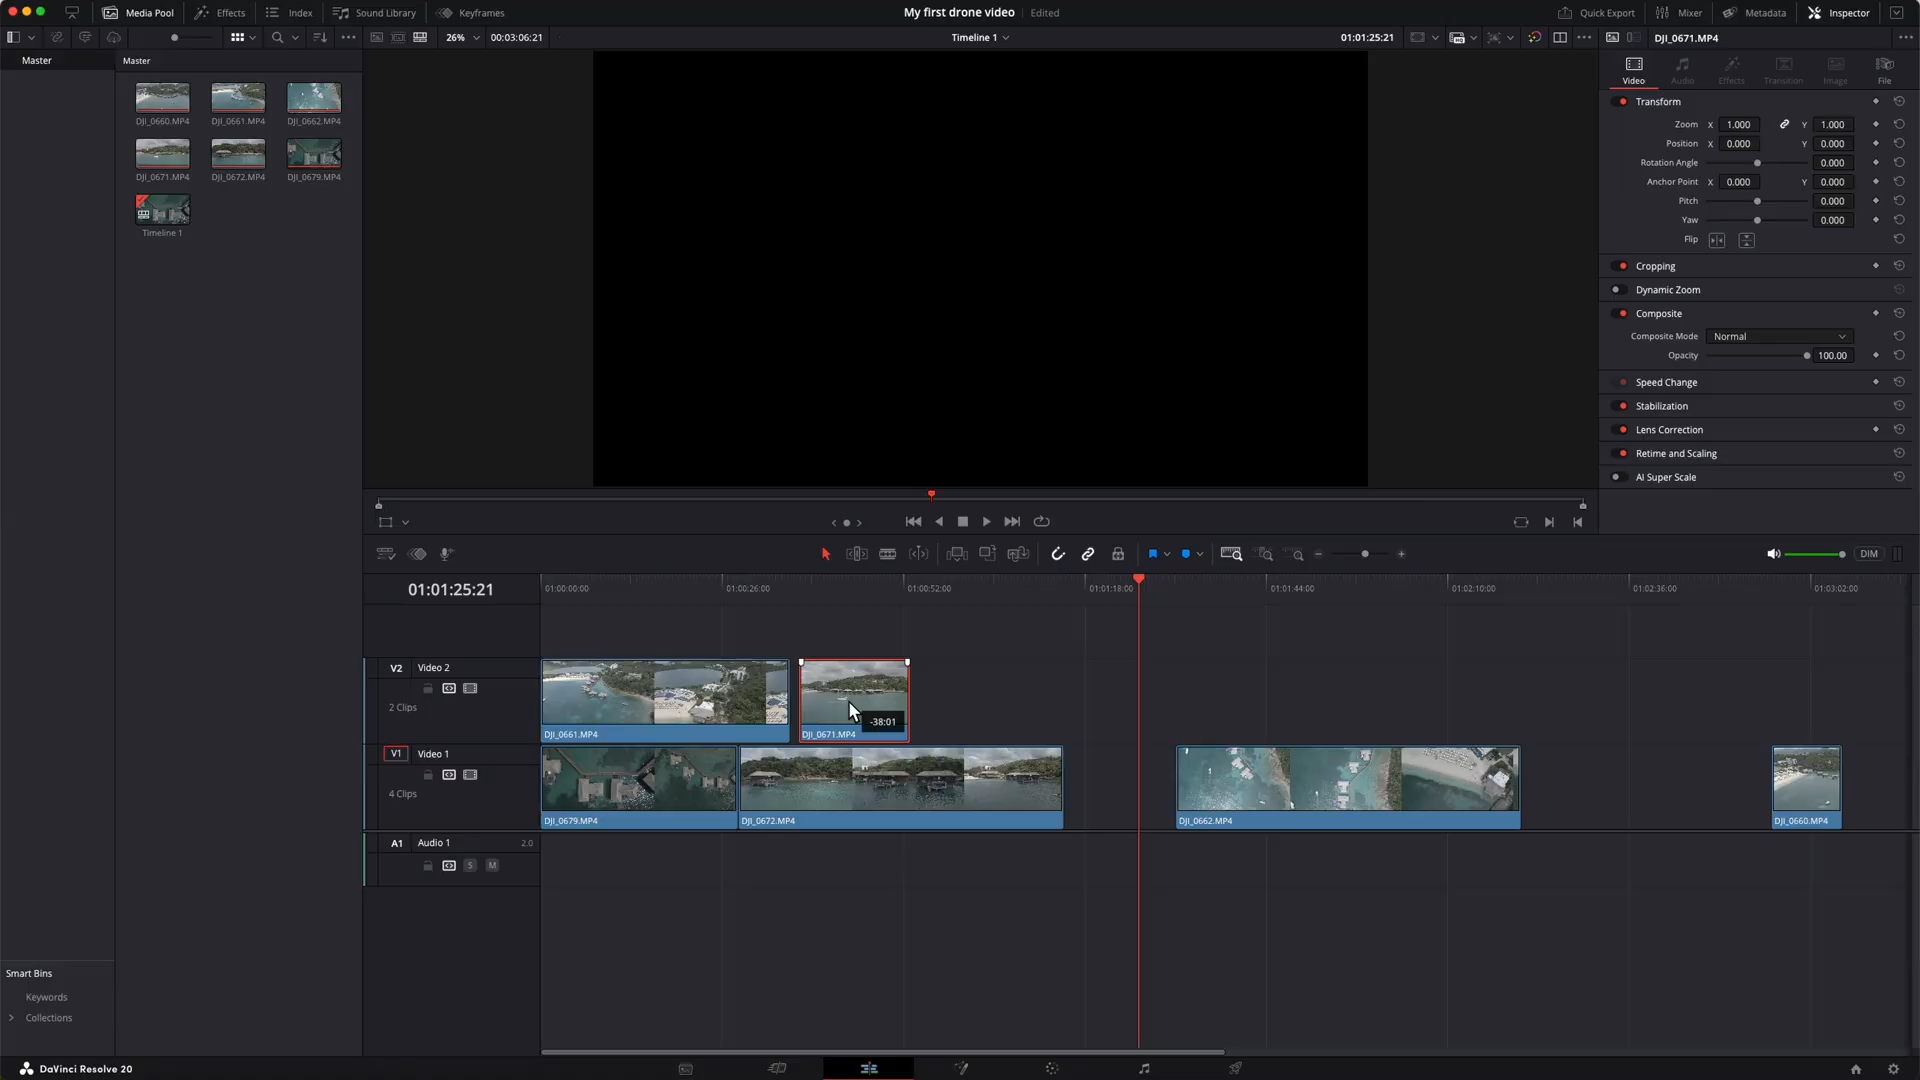 Media Pool
Effects
Index
Sound Library
Keyframes
My first drone video
Edited
Quick Export
Mixer
Metadata
Inspector
26%
00:03:06:21
Timeline 1
01:01:25:21
DJI_0671.MP4
Master
Master
Video
Audio
Effects
Transition
Image
File
DJI_0660.MP4
DJI_0661.MP4
DJI_0662.MP4
DJI_0671.MP4
DJI_0672.MP4
DJI_0679.MP4
Timeline 1
Transform
Zoom X 1.000 Y 1.000
Position X 0.000 Y 0.000
Rotation Angle 0.000
Anchor Point X 0.000 Y 0.000
Pitch 0.000
Yaw 0.000
Flip
Cropping
Dynamic Zoom
Composite
Composite Mode Normal
Opacity 100.00
Speed Change
Stabilization
Lens Correction
Retime and Scaling
AI Super Scale
DIM
01:01:25:21
01:00:00:00
01:00:26:00
01:00:52:00
01:01:18:00
01:01:44:00
01:02:10:00
01:02:36:00
01:03:02:00
V2 Video 2
2 Clips
DJI_0661.MP4
DJI_0671.MP4
-38:01
V1 Video 1
4 Clips
DJI_0679.MP4
DJI_0672.MP4
DJI_0662.MP4
DJI_0660.MP4
A1 Audio 1 2.0
S M
Smart Bins
Keywords
Collections
DaVinci Resolve 20